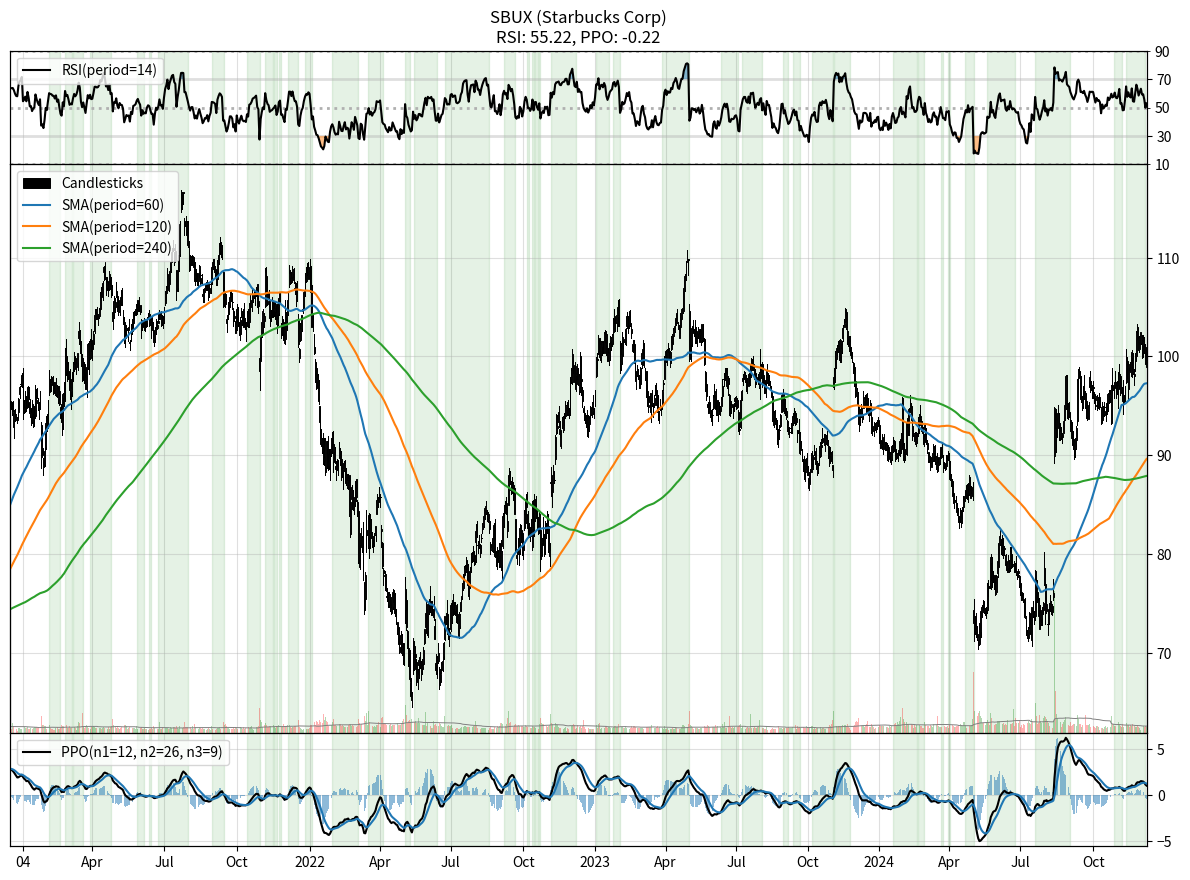 SBUX (Starbucks Corp)
RSI: 55.22, PPO: -0.22
RSI(period=14)
90
70
50
30
10
Candlesticks
SMA(period=60)
SMA(period=120)
SMA(period=240)
110
100
90
80
70
PPO(n1=12, n2=26, n3=9)
5
0
−5
04 Apr Jul Oct 2022 Apr Jul Oct 2023 Apr Jul Oct 2024 Apr Jul Oct